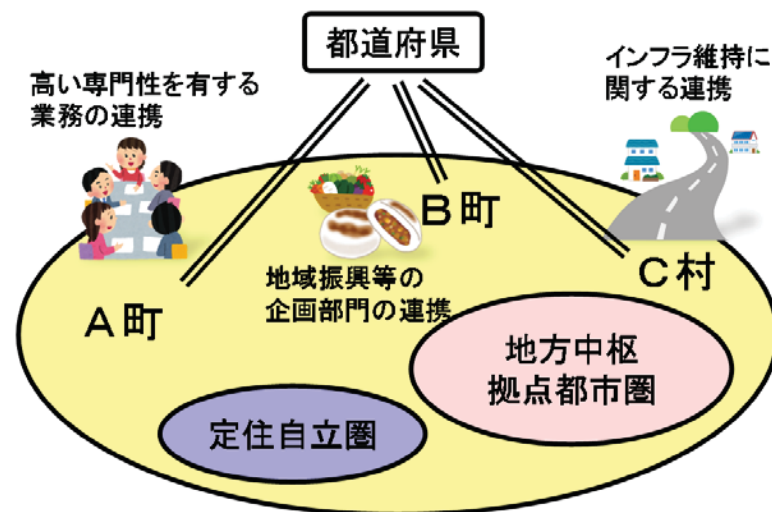 都道府県
高い専門性を有する
業務の連携
インフラ維持に
関する連携
B町
地域振興等の
企画部門の連携
A町
C村
地方中枢
拠点都市圏
定住自立圏